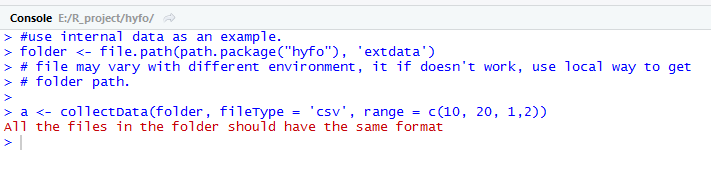 Console E:/R_project/hyfo/
> #use internal data as an example.
> folder <- file.path(path.package("hyfo"), 'extdata')
> # file may vary with different environment, it if doesn't work, use local way to get
> # folder path.
>
> a <- collectData(folder, fileType = 'csv', range = c(10, 20, 1,2))
All the files in the folder should have the same format
>